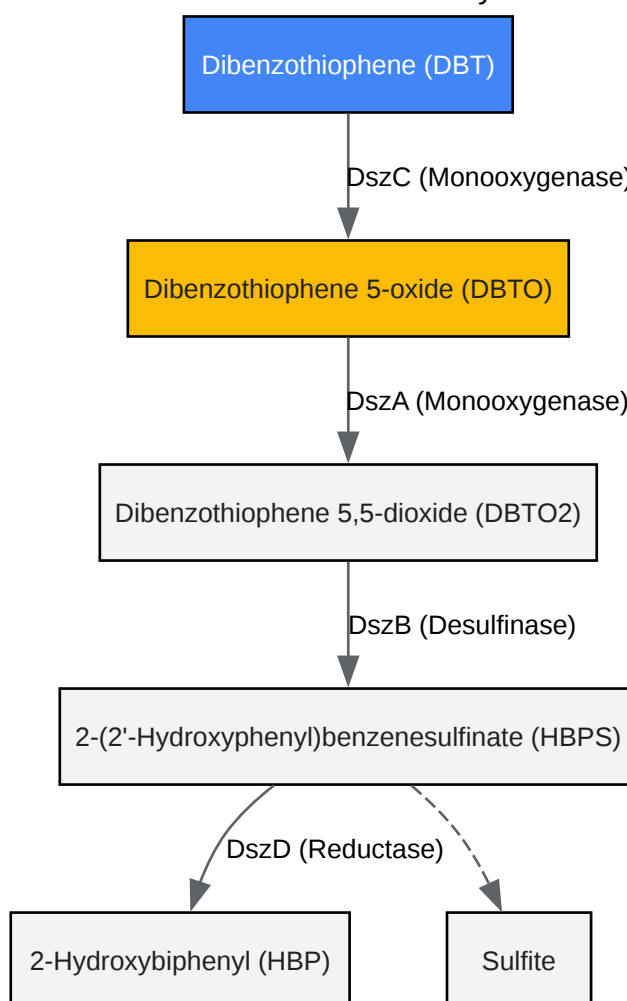 Dibenzothiophene (DBT)
DszC (Monooxygenase)
Dibenzothiophene 5-oxide (DBTO)
DszA (Monooxygenase)
Dibenzothiophene 5,5-dioxide (DBTO2)
DszB (Desulfinase)
2-(2'-Hydroxyphenyl)benzenesulfinate (HBPS)
DszD (Reductase)
2-Hydroxybiphenyl (HBP)
Sulfite